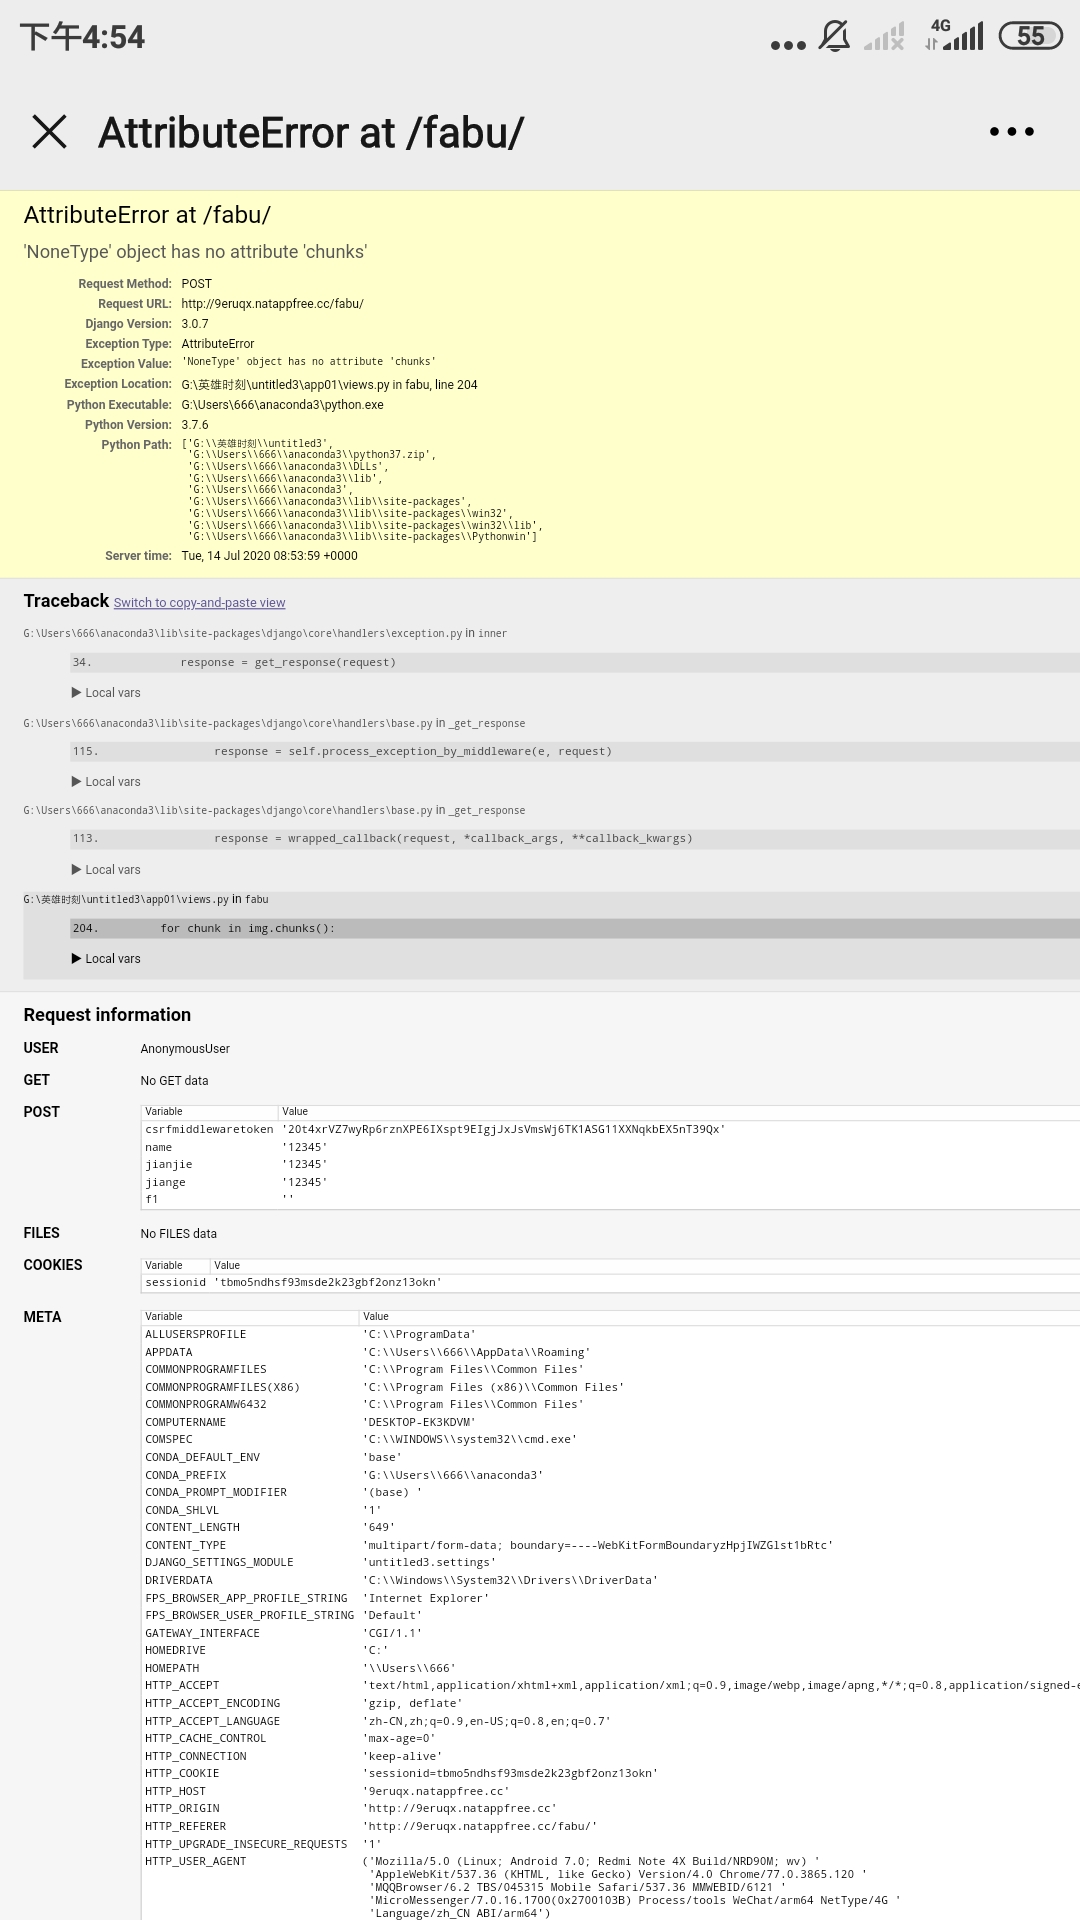 下午4:54
4G
55
AttributeError at /fabu/
AttributeError at /fabu/
'NoneType' object has no attribute 'chunks'
Request Method: POST
Request URL: http://9eruqx.natappfree.cc/fabu/
Django Version: 3.0.7
Exception Type: AttributeError
Exception Value: 'NoneType' object has no attribute 'chunks'
Exception Location: G:\英雄时刻\untitled3\app01\views.py in fabu, line 204
Python Executable: G:\Users\666\anaconda3\python.exe
Python Version: 3.7.6
Python Path: ['G:\\英雄时刻\\untitled3',
'G:\\Users\\666\\anaconda3\\python37.zip',
'G:\\Users\\666\\anaconda3\\DLLs',
'G:\\Users\\666\\anaconda3\\lib',
'G:\\Users\\666\\anaconda3',
'G:\\Users\\666\\anaconda3\\lib\\site-packages',
'G:\\Users\\666\\anaconda3\\lib\\site-packages\\win32',
'G:\\Users\\666\\anaconda3\\lib\\site-packages\\win32\\lib',
'G:\\Users\\666\\anaconda3\\lib\\site-packages\\Pythonwin']
Server time: Tue, 14 Jul 2020 08:53:59 +0000
Traceback Switch to copy-and-paste view
G:\Users\666\anaconda3\lib\site-packages\django\core\handlers\exception.py in inner
34. response = get_response(request)
▶ Local vars
G:\Users\666\anaconda3\lib\site-packages\django\core\handlers\base.py in _get_response
115. response = self.process_exception_by_middleware(e, request)
▶ Local vars
G:\Users\666\anaconda3\lib\site-packages\django\core\handlers\base.py in _get_response
113. response = wrapped_callback(request, *callback_args, **callback_kwargs)
▶ Local vars
G:\英雄时刻\untitled3\app01\views.py in fabu
204. for chunk in img.chunks():
▶ Local vars
Request information
USER AnonymousUser
GET No GET data
POST Variable Value
csrfmiddlewaretoken '20t4xrVZ7wyRp6rznXPE6IXspt9EIgjJxJsVmsWj6TK1ASG11XXNqkbEX5nT39Qx'
name '12345'
jianjie '12345'
jiange '12345'
f1 ''
FILES No FILES data
COOKIES Variable Value
sessionid 'tbmo5ndhsf93msde2k23gbf2onz13okn'
META Variable Value
ALLUSERSPROFILE 'C:\\ProgramData'
APPDATA 'C:\\Users\\666\\AppData\\Roaming'
COMMONPROGRAMFILES 'C:\\Program Files\\Common Files'
COMMONPROGRAMFILES(X86) 'C:\\Program Files (x86)\\Common Files'
COMMONPROGRAMW6432 'C:\\Program Files\\Common Files'
COMPUTERNAME 'DESKTOP-EK3KDVM'
COMSPEC 'C:\\WINDOWS\\system32\\cmd.exe'
CONDA_DEFAULT_ENV 'base'
CONDA_PREFIX 'G:\\Users\\666\\anaconda3'
CONDA_PROMPT_MODIFIER '(base) '
CONDA_SHLVL '1'
CONTENT_LENGTH '649'
CONTENT_TYPE 'multipart/form-data; boundary=----WebKitFormBoundaryzHpjIWZGlst1bRtc'
DJANGO_SETTINGS_MODULE 'untitled3.settings'
DRIVERDATA 'C:\\Windows\\System32\\Drivers\\DriverData'
FPS_BROWSER_APP_PROFILE_STRING 'Internet Explorer'
FPS_BROWSER_USER_PROFILE_STRING 'Default'
GATEWAY_INTERFACE 'CGI/1.1'
HOMEDRIVE 'C:'
HOMEPATH '\\Users\\666'
HTTP_ACCEPT 'text/html,application/xhtml+xml,application/xml;q=0.9,image/webp,image/apng,*/*;q=0.8,application/signed-e
HTTP_ACCEPT_ENCODING 'gzip, deflate'
HTTP_ACCEPT_LANGUAGE 'zh-CN,zh;q=0.9,en-US;q=0.8,en;q=0.7'
HTTP_CACHE_CONTROL 'max-age=0'
HTTP_CONNECTION 'keep-alive'
HTTP_COOKIE 'sessionid=tbmo5ndhsf93msde2k23gbf2onz13okn'
HTTP_HOST '9eruqx.natappfree.cc'
HTTP_ORIGIN 'http://9eruqx.natappfree.cc'
HTTP_REFERER 'http://9eruqx.natappfree.cc/fabu/'
HTTP_UPGRADE_INSECURE_REQUESTS '1'
HTTP_USER_AGENT ('Mozilla/5.0 (Linux; Android 7.0; Redmi Note 4X Build/NRD90M; wv) '
'AppleWebKit/537.36 (KHTML, like Gecko) Version/4.0 Chrome/77.0.3865.120 '
'MQQBrowser/6.2 TBS/045315 Mobile Safari/537.36 MMWEBID/6121 '
'MicroMessenger/7.0.16.1700(0x2700103B) Process/tools WeChat/arm64 NetType/4G '
'Language/zh_CN ABI/arm64')